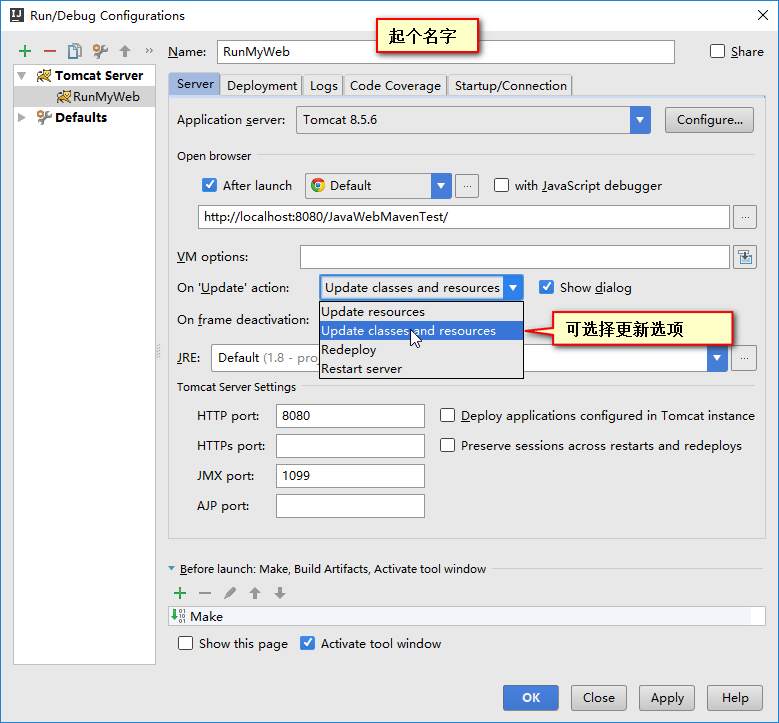 Run/Debug Configurations
起个名字
Name: RunMyWeb Share
Tomcat Server
RunMyWeb
Defaults
Server Deployment Logs Code Coverage Startup/Connection
Application server: Tomcat 8.5.6 Configure...
Open browser
After launch Default ... with JavaScript debugger
http://localhost:8080/JavaWebMavenTest/ ...
VM options:
On 'Update' action: Update classes and resources Show dialog
Update resources
On frame deactivation: Update classes and resources
可选择更新选项
Redeploy
JRE: Default (1.8 - pro ...
Restart server
Tomcat Server Settings
HTTP port: 8080 Deploy applications configured in Tomcat instance
HTTPs port: Preserve sessions across restarts and redeploys
JMX port: 1099
AJP port:
Before launch: Make, Build Artifacts, Activate tool window
Make
Show this page Activate tool window
OK Close Apply Help